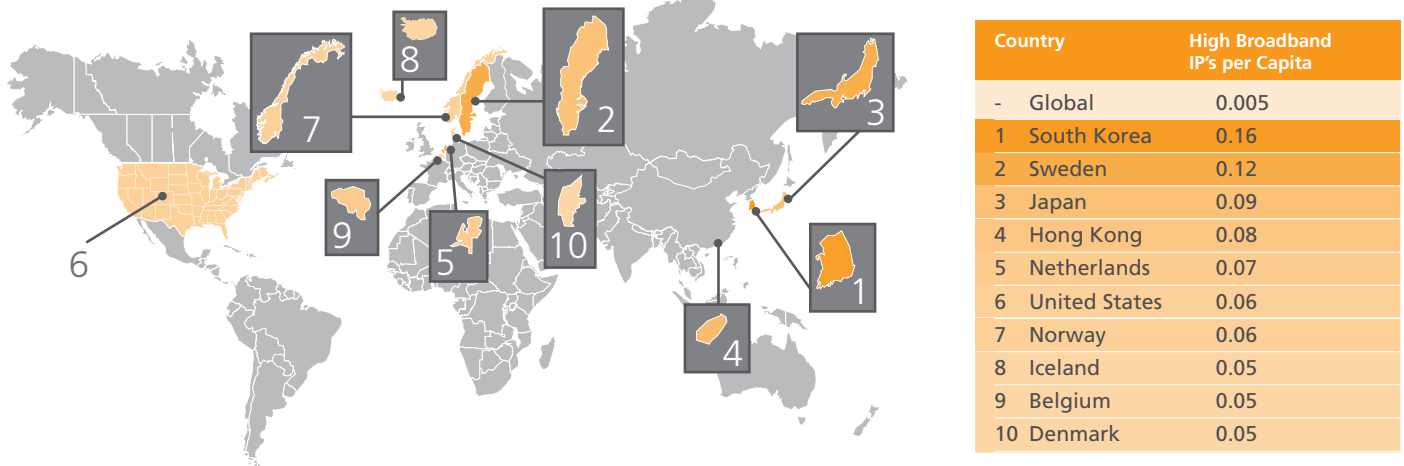 8
7
2
3
6
9
5
10
1
4
Country High Broadband
IP's per Capita
- Global 0.005
1 South Korea 0.16
2 Sweden 0.12
3 Japan 0.09
4 Hong Kong 0.08
5 Netherlands 0.07
6 United States 0.06
7 Norway 0.06
8 Iceland 0.05
9 Belgium 0.05
10 Denmark 0.05